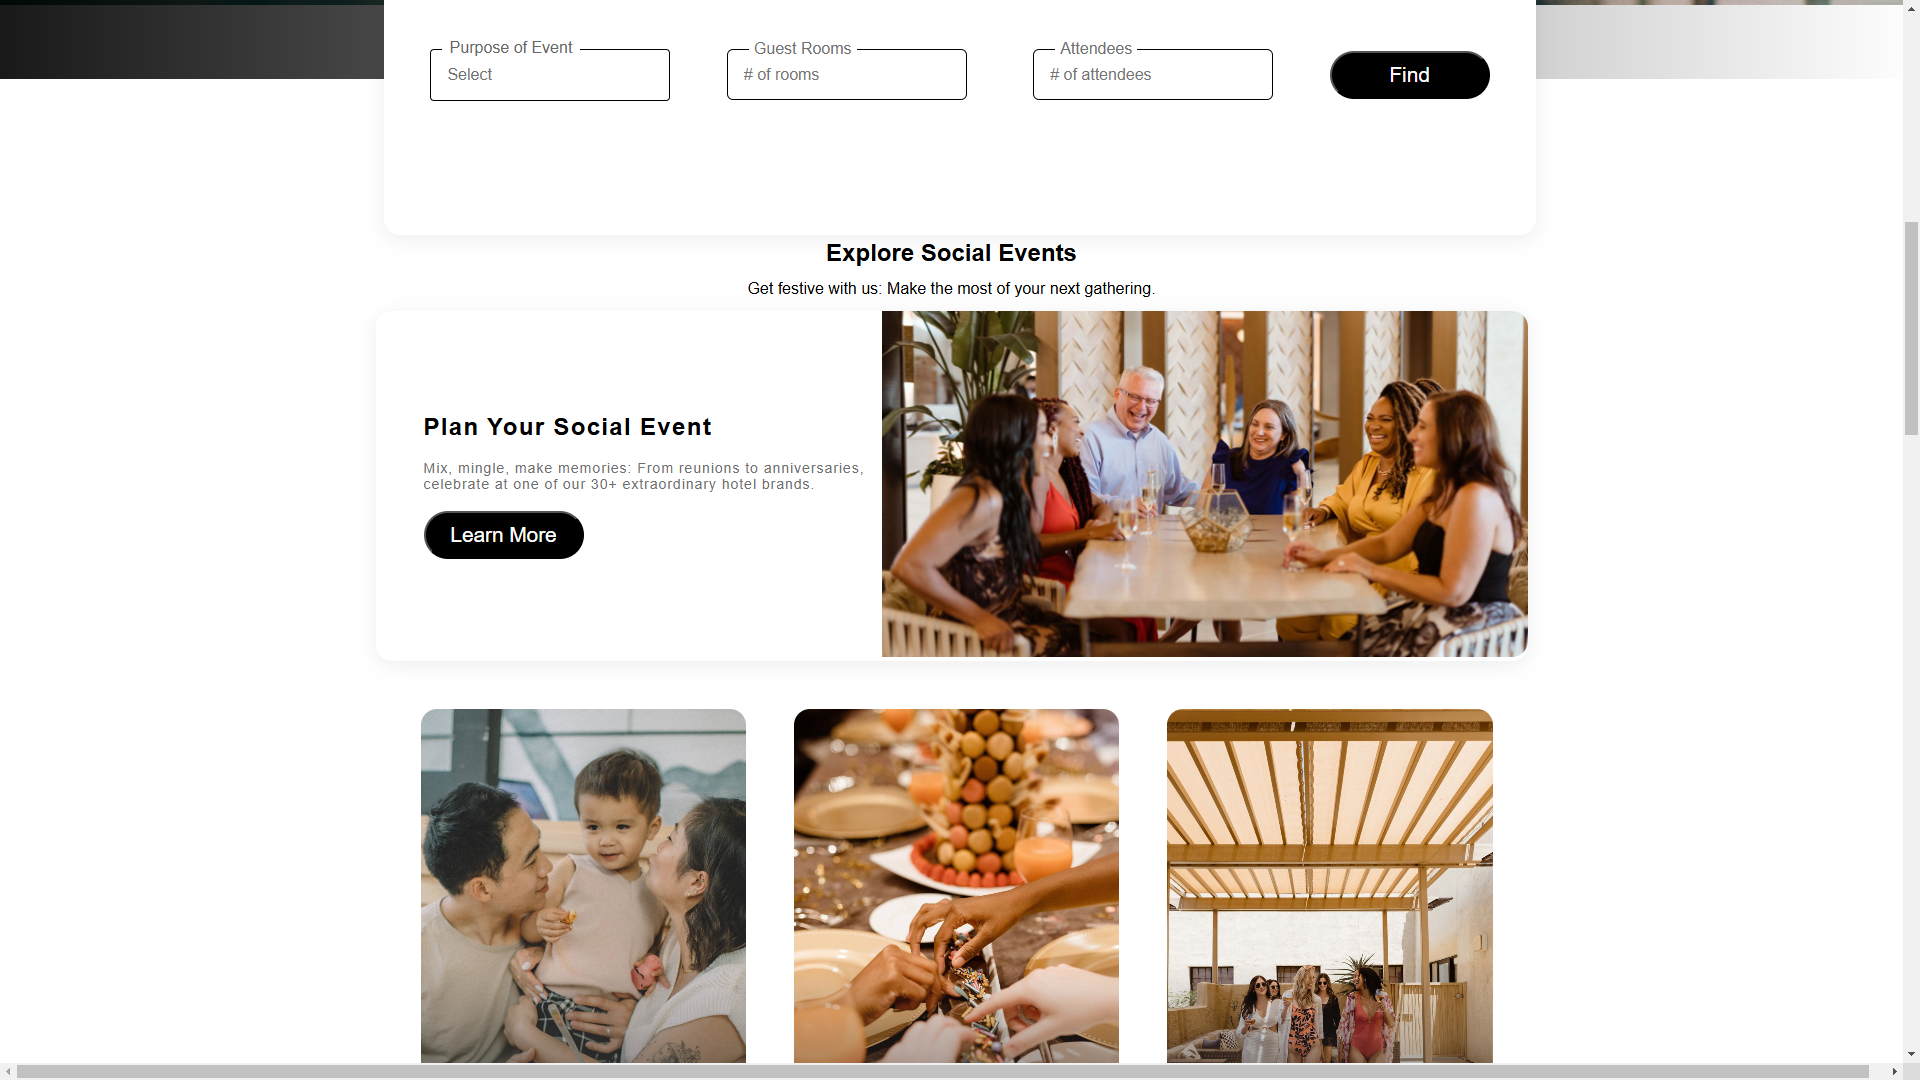 Purpose of Event
Select
Guest Rooms
# of rooms
Attendees
# of attendees
Find
Explore Social Events
Get festive with us: Make the most of your next gathering.
Plan Your Social Event
Mix, mingle, make memories: From reunions to anniversaries,
celebrate at one of our 30+ extraordinary hotel brands.
Learn More